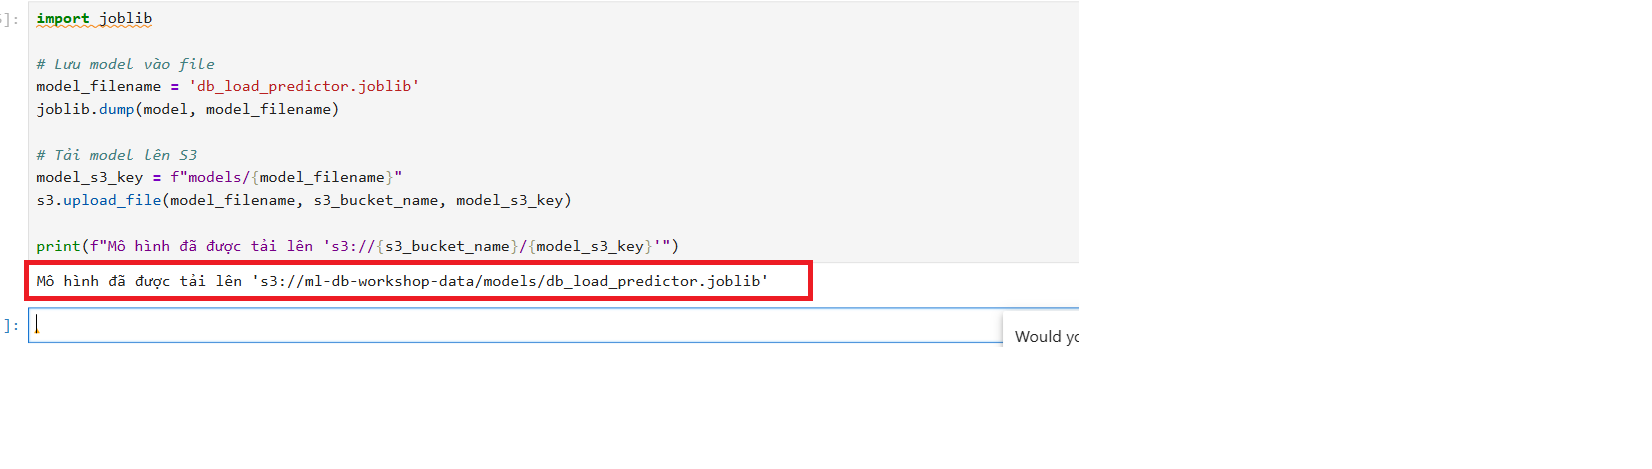 ]:
import joblib
# Lưu model vào file
model_filename = 'db_load_predictor.joblib'
joblib.dump(model, model_filename)
# Tải model lên S3
model_s3_key = f"models/{model_filename}"
s3.upload_file(model_filename, s3_bucket_name, model_s3_key)
print(f"Mô hình đã được tải lên 's3://{s3_bucket_name}/{model_s3_key}'")
Mô hình đã được tải lên 's3://ml-db-workshop-data/models/db_load_predictor.joblib'
]:
Would